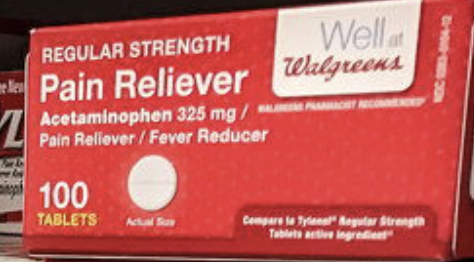 REGULAR STRENGTH
Pain Reliever
Acetaminophen 325 mg /
Pain Reliever / Fever Reducer
100
TABLETS
Actual Size
Well at
Walgreens
WALGREENS PHARMACIST RECOMMENDED
Compare to Tylenol® Regular Strength
Tablets active ingredient